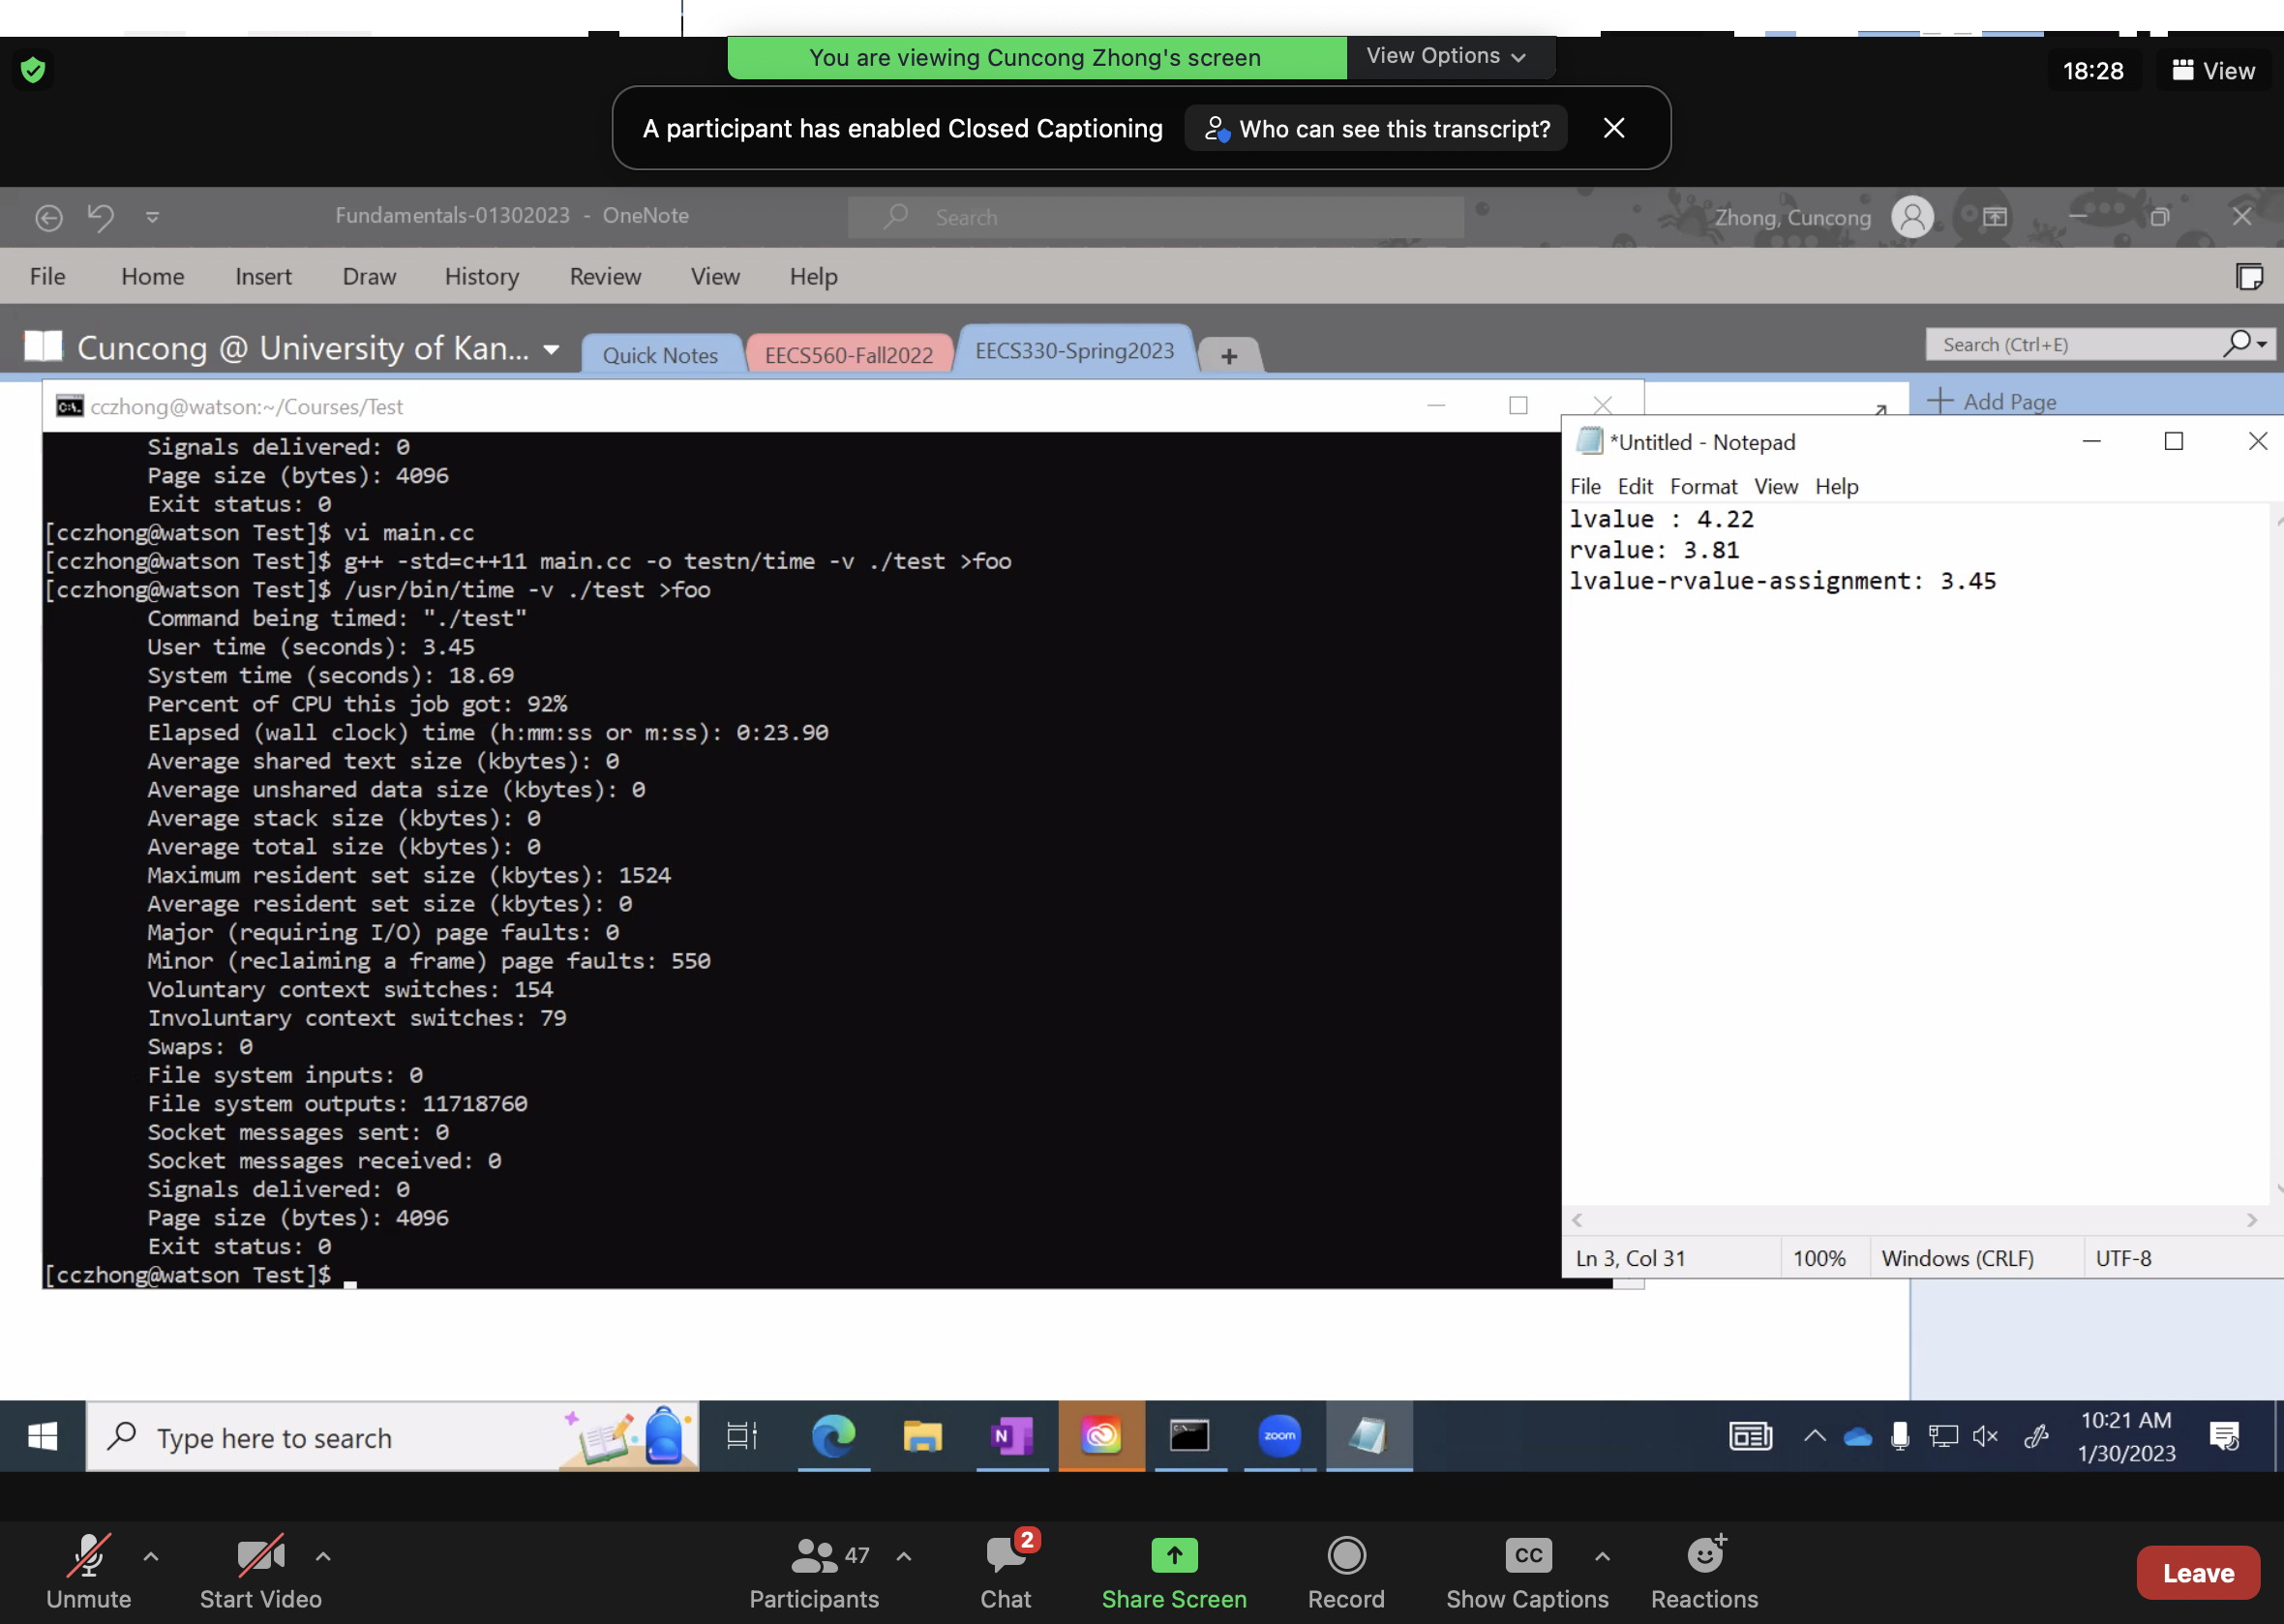 You are viewing Cuncong Zhong's screen
View Options
18:28
View
A participant has enabled Closed Captioning
Who can see this transcript?
Fundamentals-01302023 - OneNote
Search
Zhong, Cuncong
File Home Insert Draw History Review View Help
Cuncong @ University of Kan...
Quick Notes
EECS560-Fall2022
EECS330-Spring2023
+
Search (Ctrl+E)
Add Page
cczhong@watson:~/Courses/Test
Signals delivered: 0
Page size (bytes): 4096
Exit status: 0
[cczhong@watson Test]$ vi main.cc
[cczhong@watson Test]$ g++ -std=c++11 main.cc -o testn/time -v ./test >foo
[cczhong@watson Test]$ /usr/bin/time -v ./test >foo
Command being timed: "./test"
User time (seconds): 3.45
System time (seconds): 18.69
Percent of CPU this job got: 92%
Elapsed (wall clock) time (h:mm:ss or m:ss): 0:23.90
Average shared text size (kbytes): 0
Average unshared data size (kbytes): 0
Average stack size (kbytes): 0
Average total size (kbytes): 0
Maximum resident set size (kbytes): 1524
Average resident set size (kbytes): 0
Major (requiring I/O) page faults: 0
Minor (reclaiming a frame) page faults: 550
Voluntary context switches: 154
Involuntary context switches: 79
Swaps: 0
File system inputs: 0
File system outputs: 11718760
Socket messages sent: 0
Socket messages received: 0
Signals delivered: 0
Page size (bytes): 4096
Exit status: 0
[cczhong@watson Test]$
*Untitled - Notepad
File Edit Format View Help
lvalue : 4.22
rvalue: 3.81
lvalue-rvalue-assignment: 3.45
Ln 3, Col 31
100%
Windows (CRLF)
UTF-8
Type here to search
N
zoom
10:21 AM
1/30/2023
Unmute
Start Video
47
Participants
2
Chat
Share Screen
Record
CC
Show Captions
Reactions
Leave